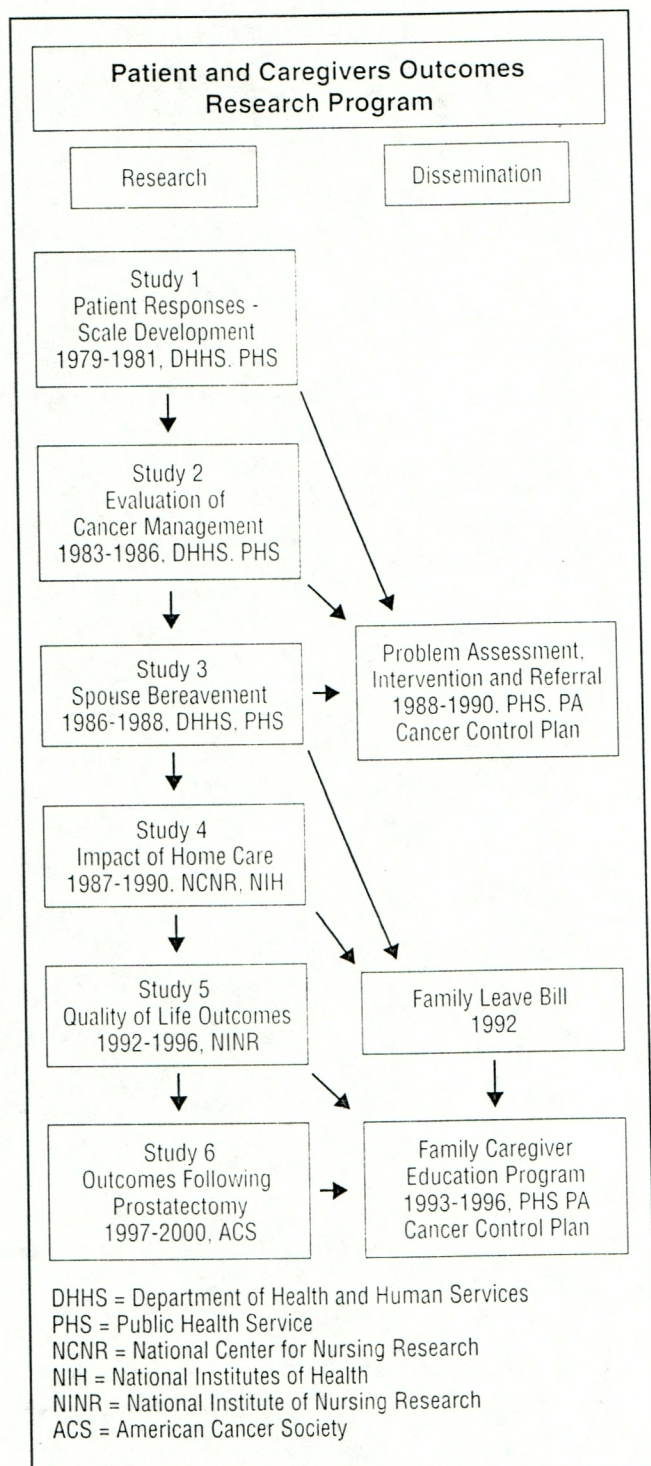 Patient and Caregivers Outcomes
Research Program
Research
Dissemination
Study 1
Patient Responses -
Scale Development
1979-1981, DHHS. PHS
Study 2
Evaluation of
Cancer Management
1983-1986, DHHS. PHS
Study 3
Spouse Bereavement
1986-1988, DHHS, PHS
Problem Assessment,
Intervention and Referral
1988-1990, PHS. PA
Cancer Control Plan
Study 4
Impact of Home Care
1987-1990. NCNR, NIH
Study 5
Quality of Life Outcomes
1992-1996, NINR
Family Leave Bill
1992
Study 6
Outcomes Following
Prostatectomy
1997-2000, ACS
Family Caregiver
Education Program
1993-1996, PHS PA
Cancer Control Plan
DHHS = Department of Health and Human Services
PHS = Public Health Service
NCNR = National Center for Nursing Research
NIH = National Institutes of Health
NINR = National Institute of Nursing Research
ACS = American Cancer Society